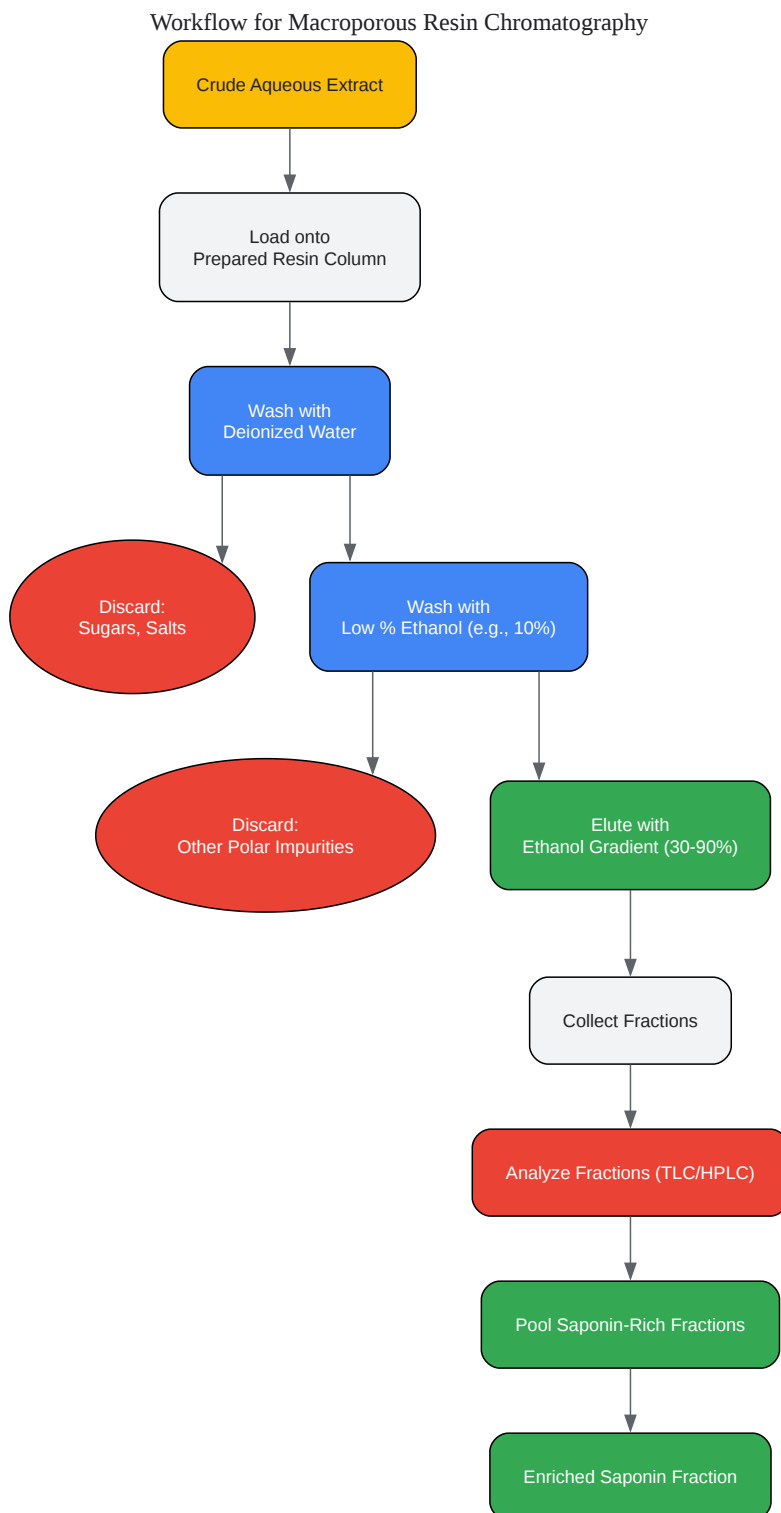 Workflow for Macroporous Resin Chromatography
Crude Aqueous Extract
Load onto
Prepared Resin Column
Wash with
Deionized Water
Discard:
Sugars, Salts
Wash with
Low % Ethanol (e.g., 10%)
Discard:
Other Polar Impurities
Elute with
Ethanol Gradient (30-90%)
Collect Fractions
Analyze Fractions (TLC/HPLC)
Pool Saponin-Rich Fractions
Enriched Saponin Fraction